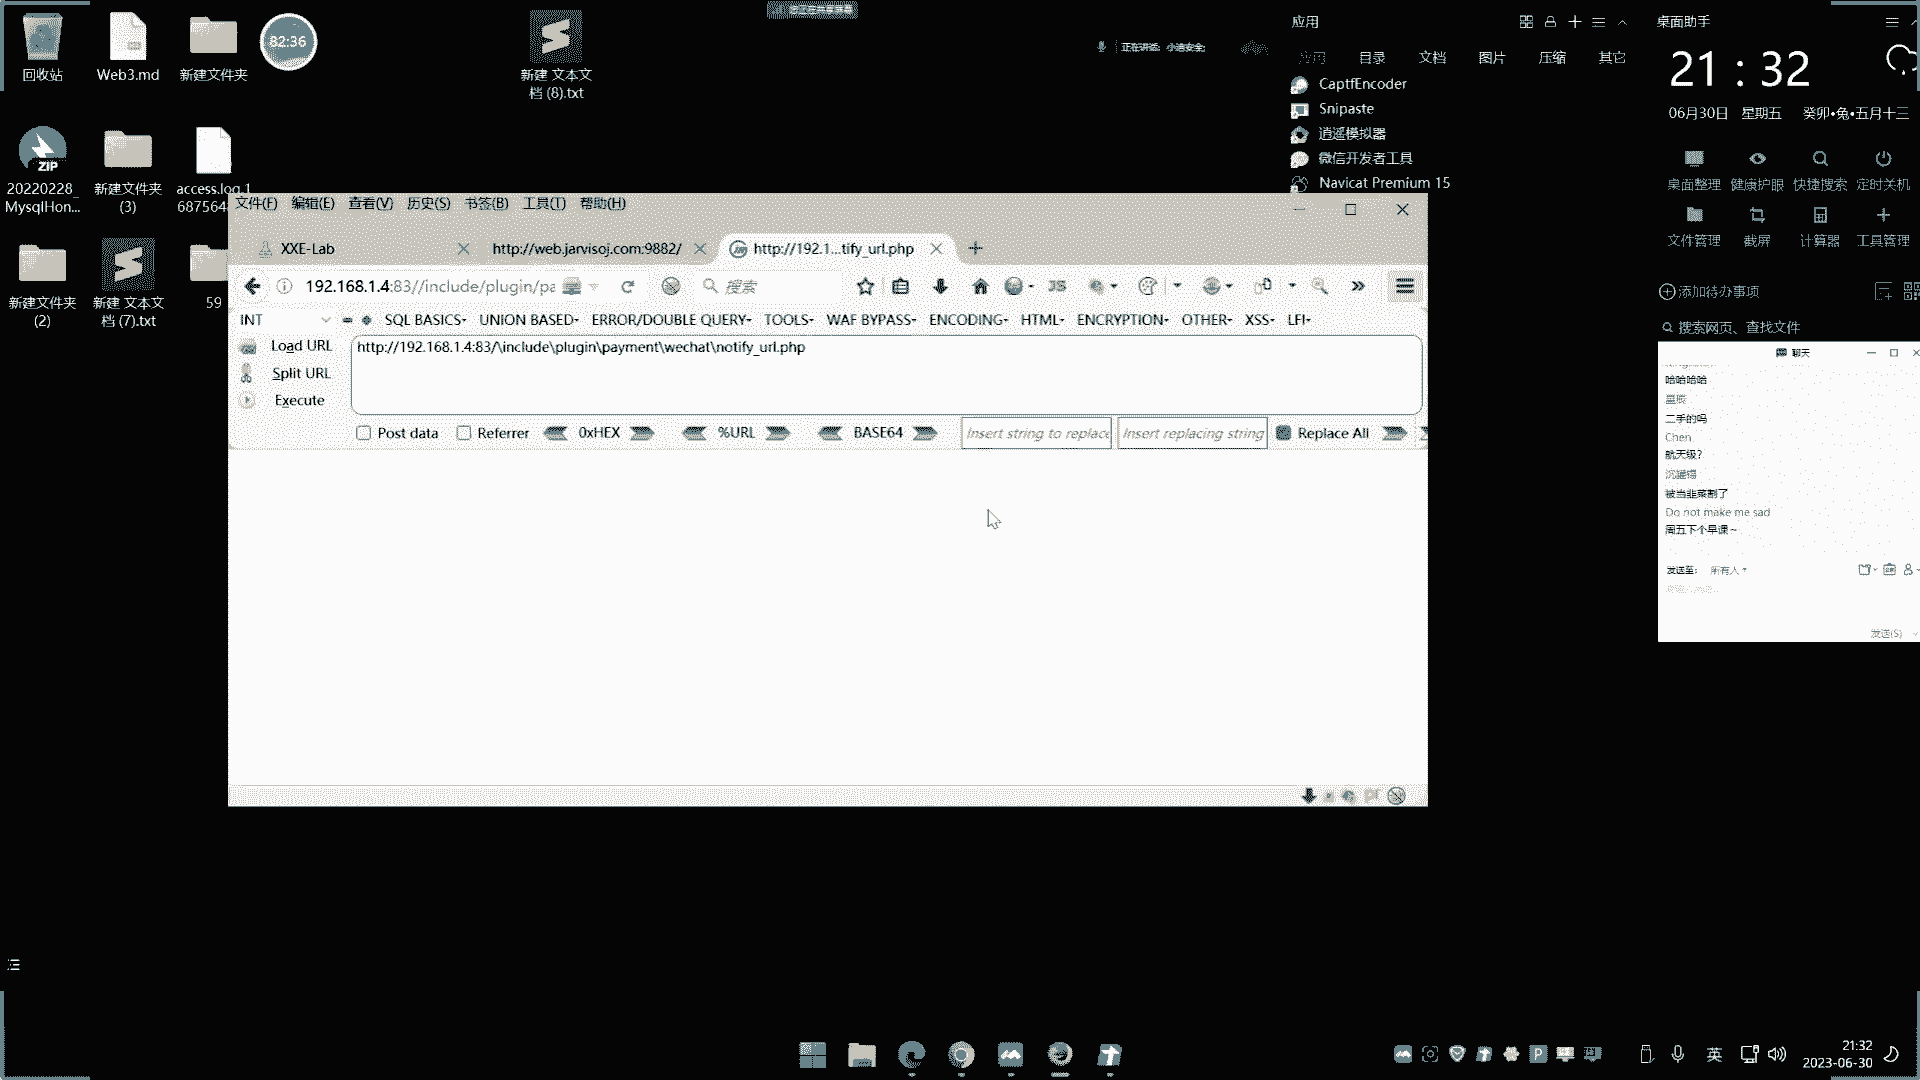 回收站
Web3.md
新建文件夹
82:36
新建 文本文
档 (8).txt
20220228_
MysqlHon...
新建文件夹
(3)
access.log.1
68756
新建文件夹
(2)
新建 文本文
档 (7).txt
59
正在讲话: 小迪安全;
应用
目录
文档
图片
压缩
其它
CaptfEncoder
Snipaste
逍遥模拟器
微信开发者工具
Navicat Premium 15
桌面助手
21 : 32
06月30日 星期五 癸卯•兔•五月十三
桌面整理 健康护眼 快捷搜索 定时关机
文件管理 截屏 计算器 工具管理
添加待办事项
搜索网页、查找文件
聊天
哈哈哈哈
二手的吗
Chen
航天级?
沉罐锡
被当韭菜割了
Do not make me sad
周五下个早课~
发送至: 所有人
发送(S)
文件(F) 编辑(E) 查看(V) 历史(S) 书签(B) 工具(T) 帮助(H)
XXE-Lab
http://web.jarvisoj.com:9882/
http://192.1...tify_url.php
192.168.1.4:83//include/plugin/pa
搜索
INT
SQL BASICS UNION BASED ERROR/DOUBLE QUERY TOOLS WAF BYPASS ENCODING HTML ENCRYPTION OTHER XSS LFI
Load URL
http://192.168.1.4:83/\include\plugin\payment\wechat\notify_url.php
Split URL
Execute
Post data Referrer 0xHEX %URL BASE64 Insert string to replace Insert replacing string Replace All
英
21:32
2023-06-30